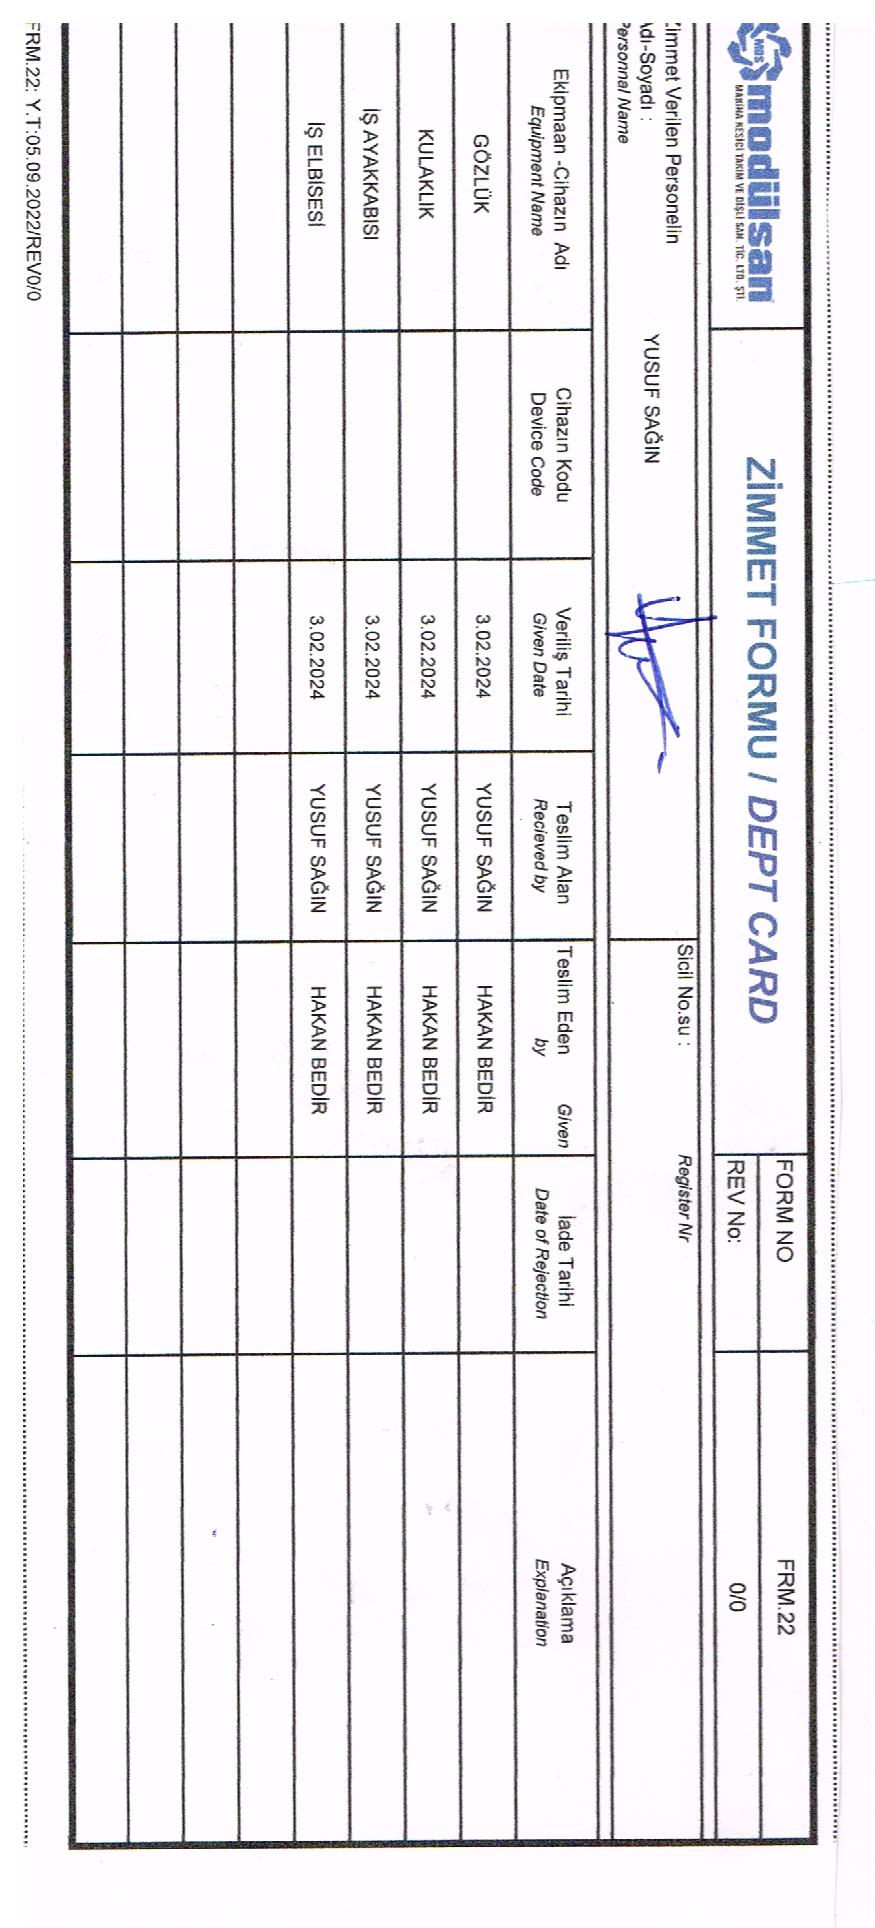 MDS modülsan
MAKİNA KESİCİ TAKIM VE DİŞLİ SAN. TİC. LTD. ŞTİ.
ZİMMET FORMU / DEPT CARD
FORM NO FRM.22
REV No: 0/0
Zimmet Verilen Personelin
Adı-Soyadı :
Personnal Name
YUSUF SAĞIN
Sicil No.su : Register Nr
Ekipmaan -Cihazın Adı Cihazın Kodu Veriliş Tarihi Teslim Alan Teslim Eden Given İade Tarihi Açıklama
Equipment Name Device Code Given Date Recieved by by Date of Rejection Explanation
GÖZLÜK 3.02.2024 YUSUF SAĞIN HAKAN BEDİR
KULAKLIK 3.02.2024 YUSUF SAĞIN HAKAN BEDİR
İŞ AYAKKABISI 3.02.2024 YUSUF SAĞIN HAKAN BEDİR
İŞ ELBİSESİ 3.02.2024 YUSUF SAĞIN HAKAN BEDİR
FRM.22: Y.T:05.09.2022/REV0/0